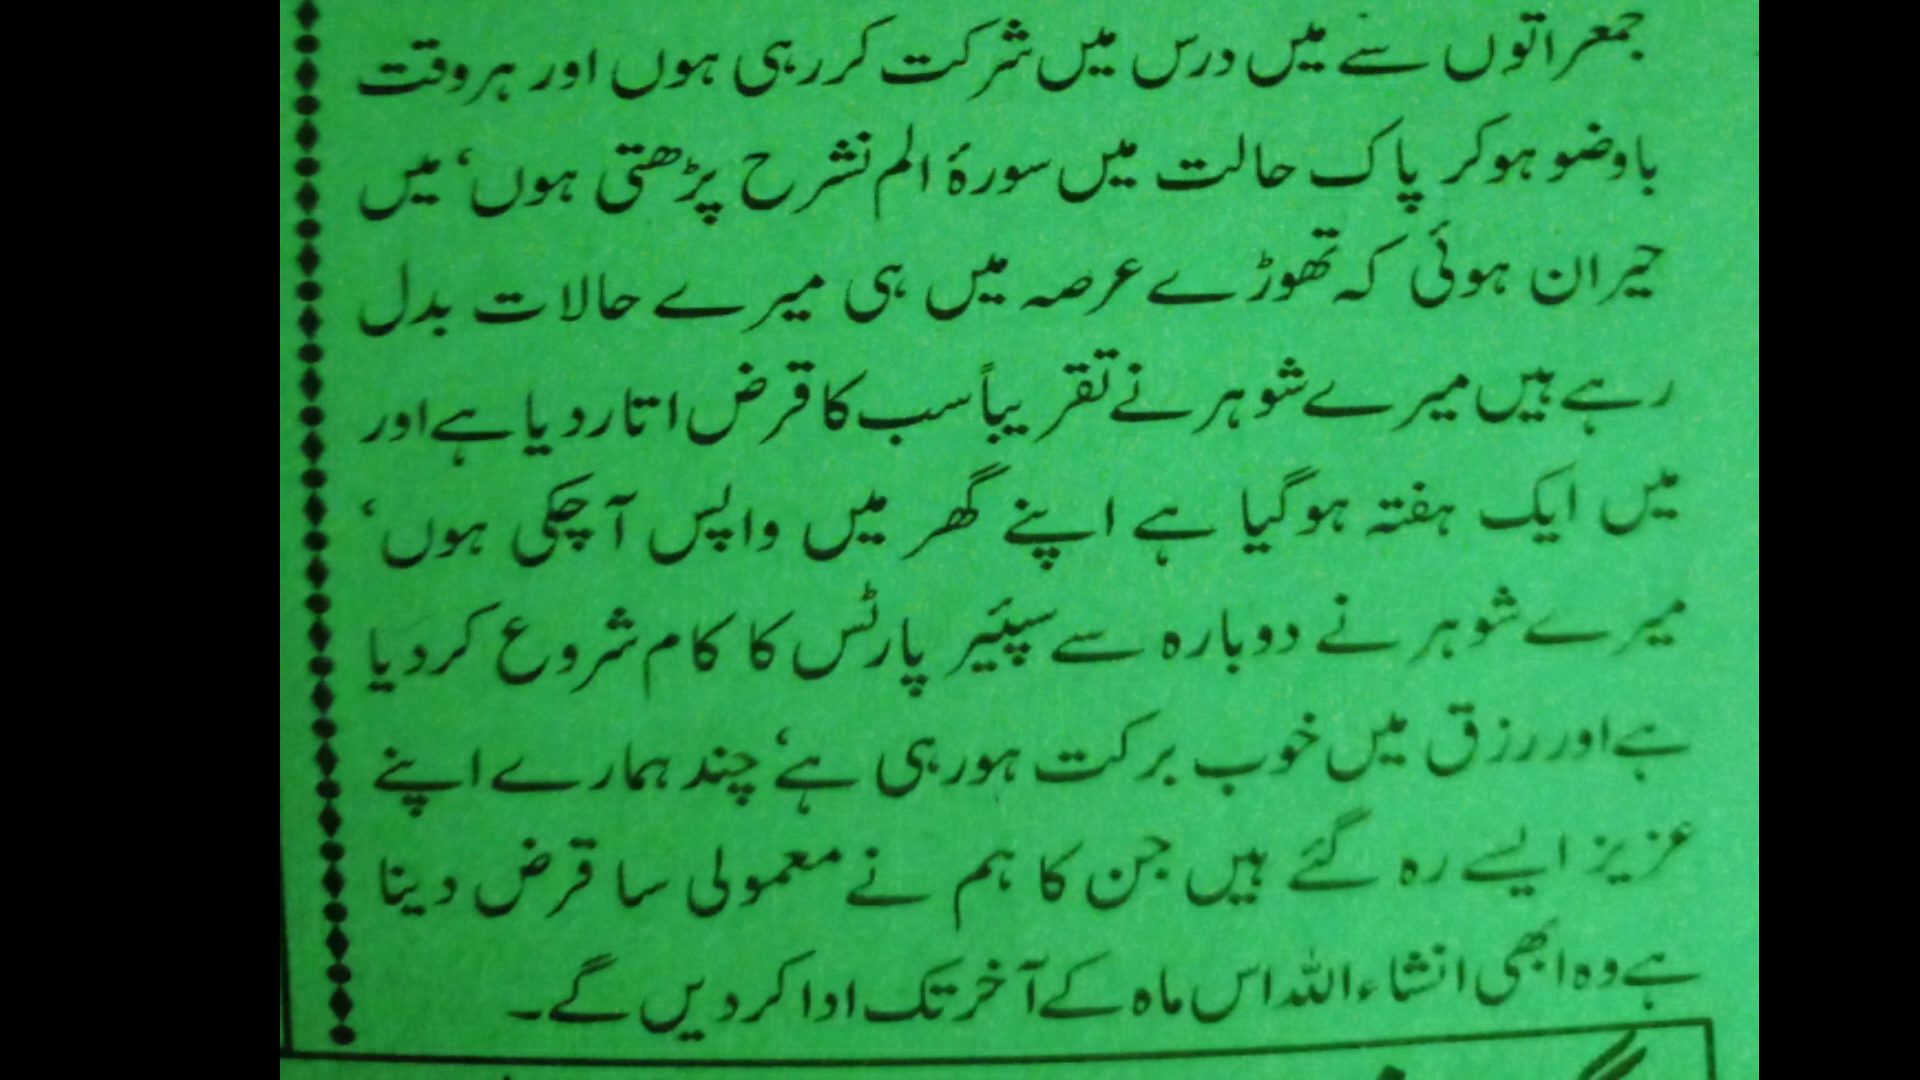 جمعراتوں سے میں درس میں شرکت کررہی ہوں اور ہروقت
باوضو ہوکر پاک حالت میں سورۂ الم نشرح پڑھتی ہوں‘ میں
حیران ہوئی کہ تھوڑے عرصہ میں ہی میرے حالات بدل
رہے ہیں میرے شوہر نے تقریباً سب کا قرض اتار دیا ہے اور
میں ایک ہفتہ ہوگیا ہے اپنے گھر میں واپس آچکی ہوں‘
میرے شوہر نے دوبارہ سے سپئیر پارٹس کا کام شروع کردیا
ہے اور رزق میں خوب برکت ہورہی ہے‘ چند ہمارے اپنے
عزیز ایسے رہ گئے ہیں جن کا ہم نے معمولی سا قرض دینا
ہے وہ ابھی انشاء اللہ اس ماہ کے آخر تک ادا کردیں گے۔